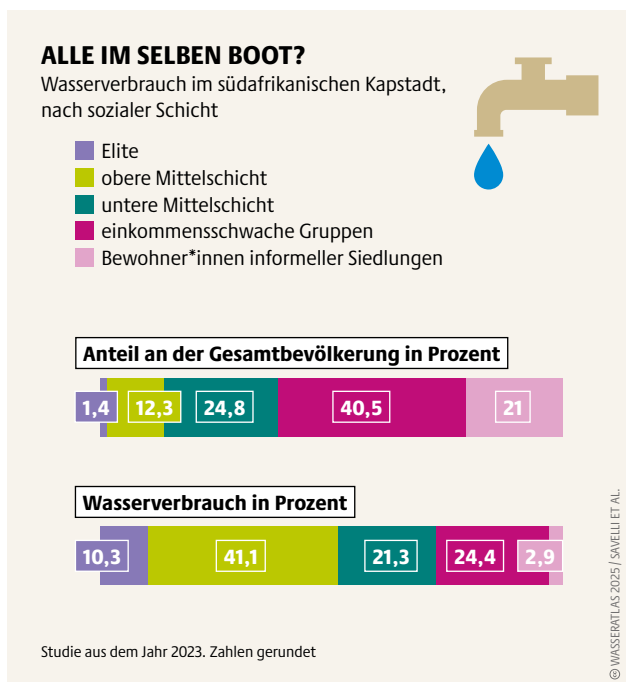 ALLE IM SELBEN BOOT?
Wasserverbrauch im südafrikanischen Kapstadt,
nach sozialer Schicht
Elite
obere Mittelschicht
untere Mittelschicht
einkommensschwache Gruppen
Bewohner*innen informeller Siedlungen
Anteil an der Gesamtbevölkerung in Prozent
1,4 12,3 24,8 40,5 21
Wasserverbrauch in Prozent
10,3 41,1 21,3 24,4 2,9
Studie aus dem Jahr 2023. Zahlen gerundet
© WASSERATLAS 2025 / SAVELLI ET AL.